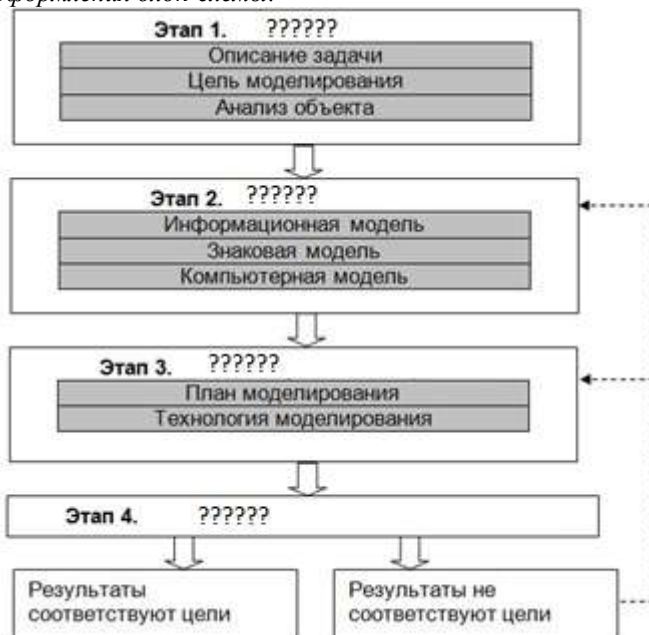 Этап 1. ??????
Описание задачи
Цель моделирования
Анализ объекта
Этап 2. ??????
Информационная модель
Знаковая модель
Компьютерная модель
Этап 3. ??????
План моделирования
Технология моделирования
Этап 4. ??????
Результаты
соответствуют цели
Результаты не
соответствуют цели